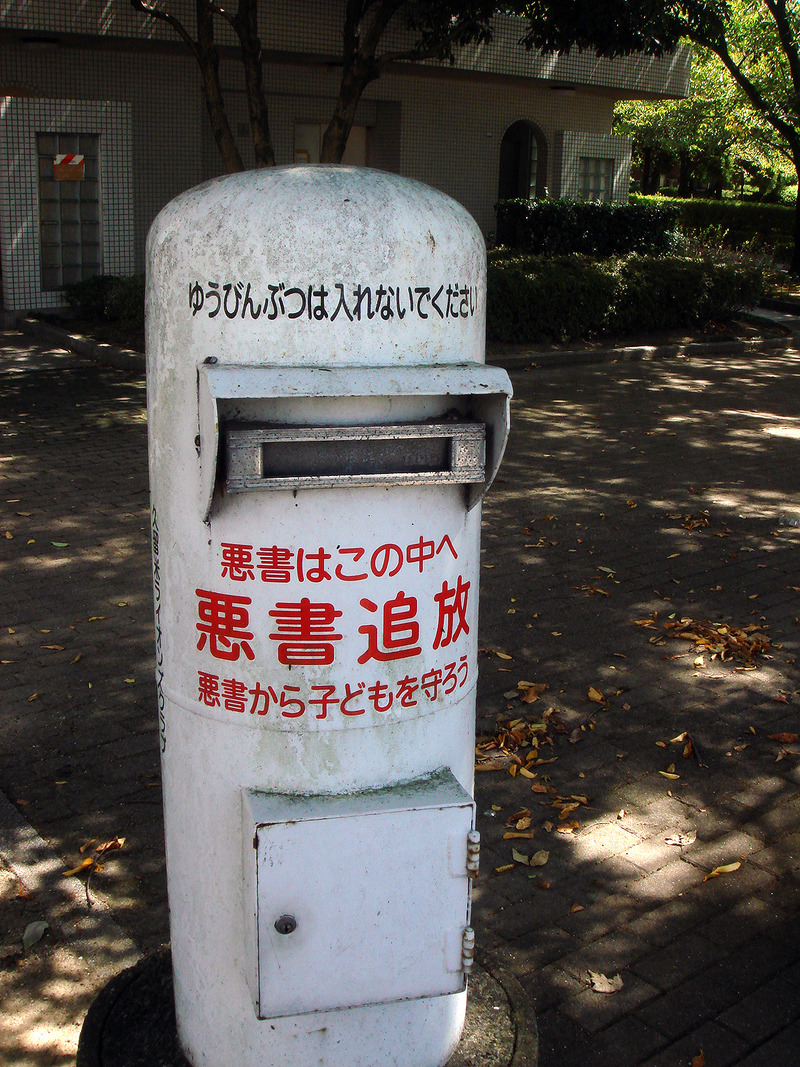 ゆうびんぶつは入れないでください
悪書はこの中へ
悪書追放
悪書から子どもを守ろう